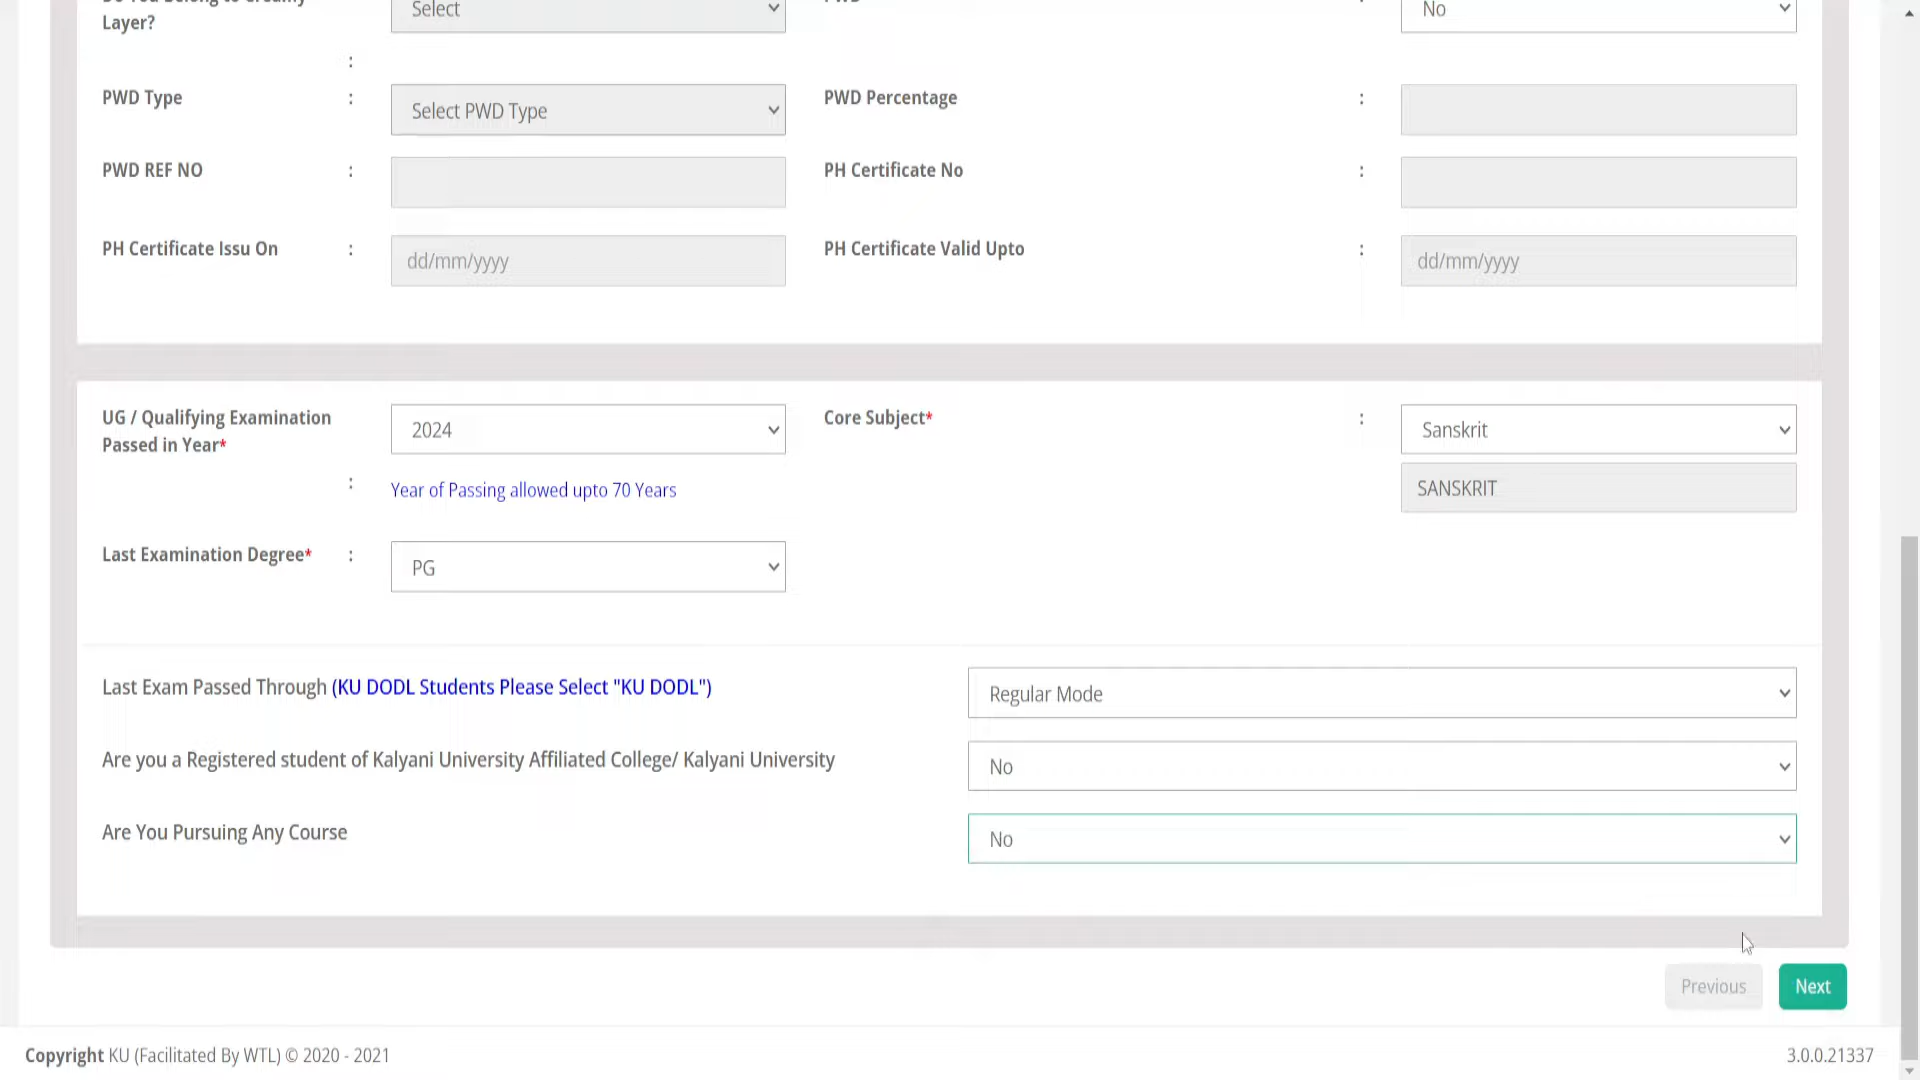 Layer?
Select
No
:
PWD Type : Select PWD Type PWD Percentage :
PWD REF NO : PH Certificate No :
PH Certificate Issu On : dd/mm/yyyy PH Certificate Valid Upto : dd/mm/yyyy
UG / Qualifying Examination
Passed in Year*
: 2024
Year of Passing allowed upto 70 Years
Core Subject* : Sanskrit
SANSKRIT
Last Examination Degree* : PG
Last Exam Passed Through (KU DODL Students Please Select "KU DODL") Regular Mode
Are you a Registered student of Kalyani University Affiliated College/ Kalyani University No
Are You Pursuing Any Course No
Previous Next
Copyright KU (Facilitated By WTL) © 2020 - 2021 3.0.0.21337